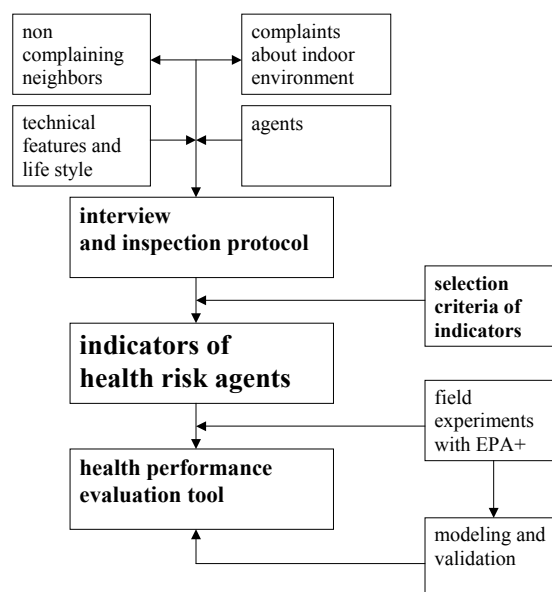 non
complaining
neighbors
complaints
about indoor
environment
technical
features and
life style
agents
interview
and inspection protocol
selection
criteria of
indicators
indicators of
health risk agents
field
experiments
with EPA+
health performance
evaluation tool
modeling and
validation